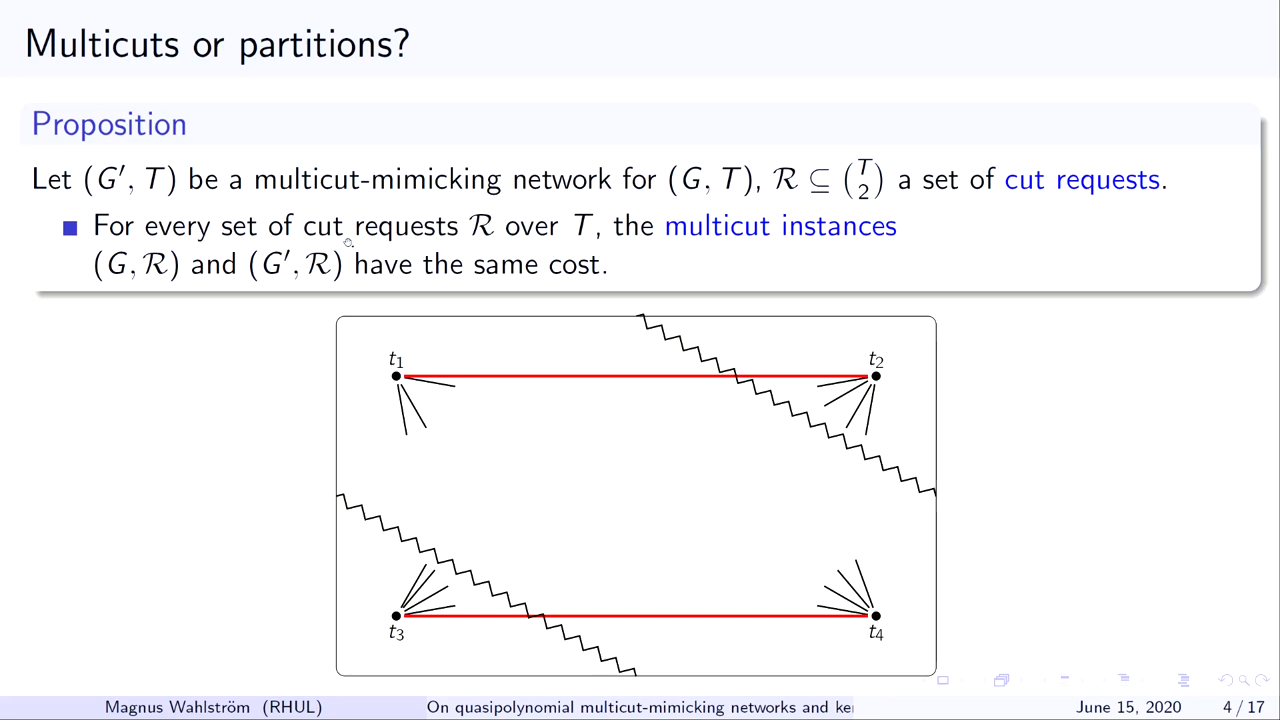 Multicuts or partitions?
Proposition
Let (G′, T) be a multicut-mimicking network for (G, T), ℛ ⊆ (T 2) a set of cut requests.
For every set of cut requests ℛ over T, the multicut instances
(G, ℛ) and (G′, ℛ) have the same cost.
t1
t2
t3
t4
Magnus Wahlström (RHUL) On quasipolynomial multicut-mimicking networks and ke June 15, 2020 4 / 17